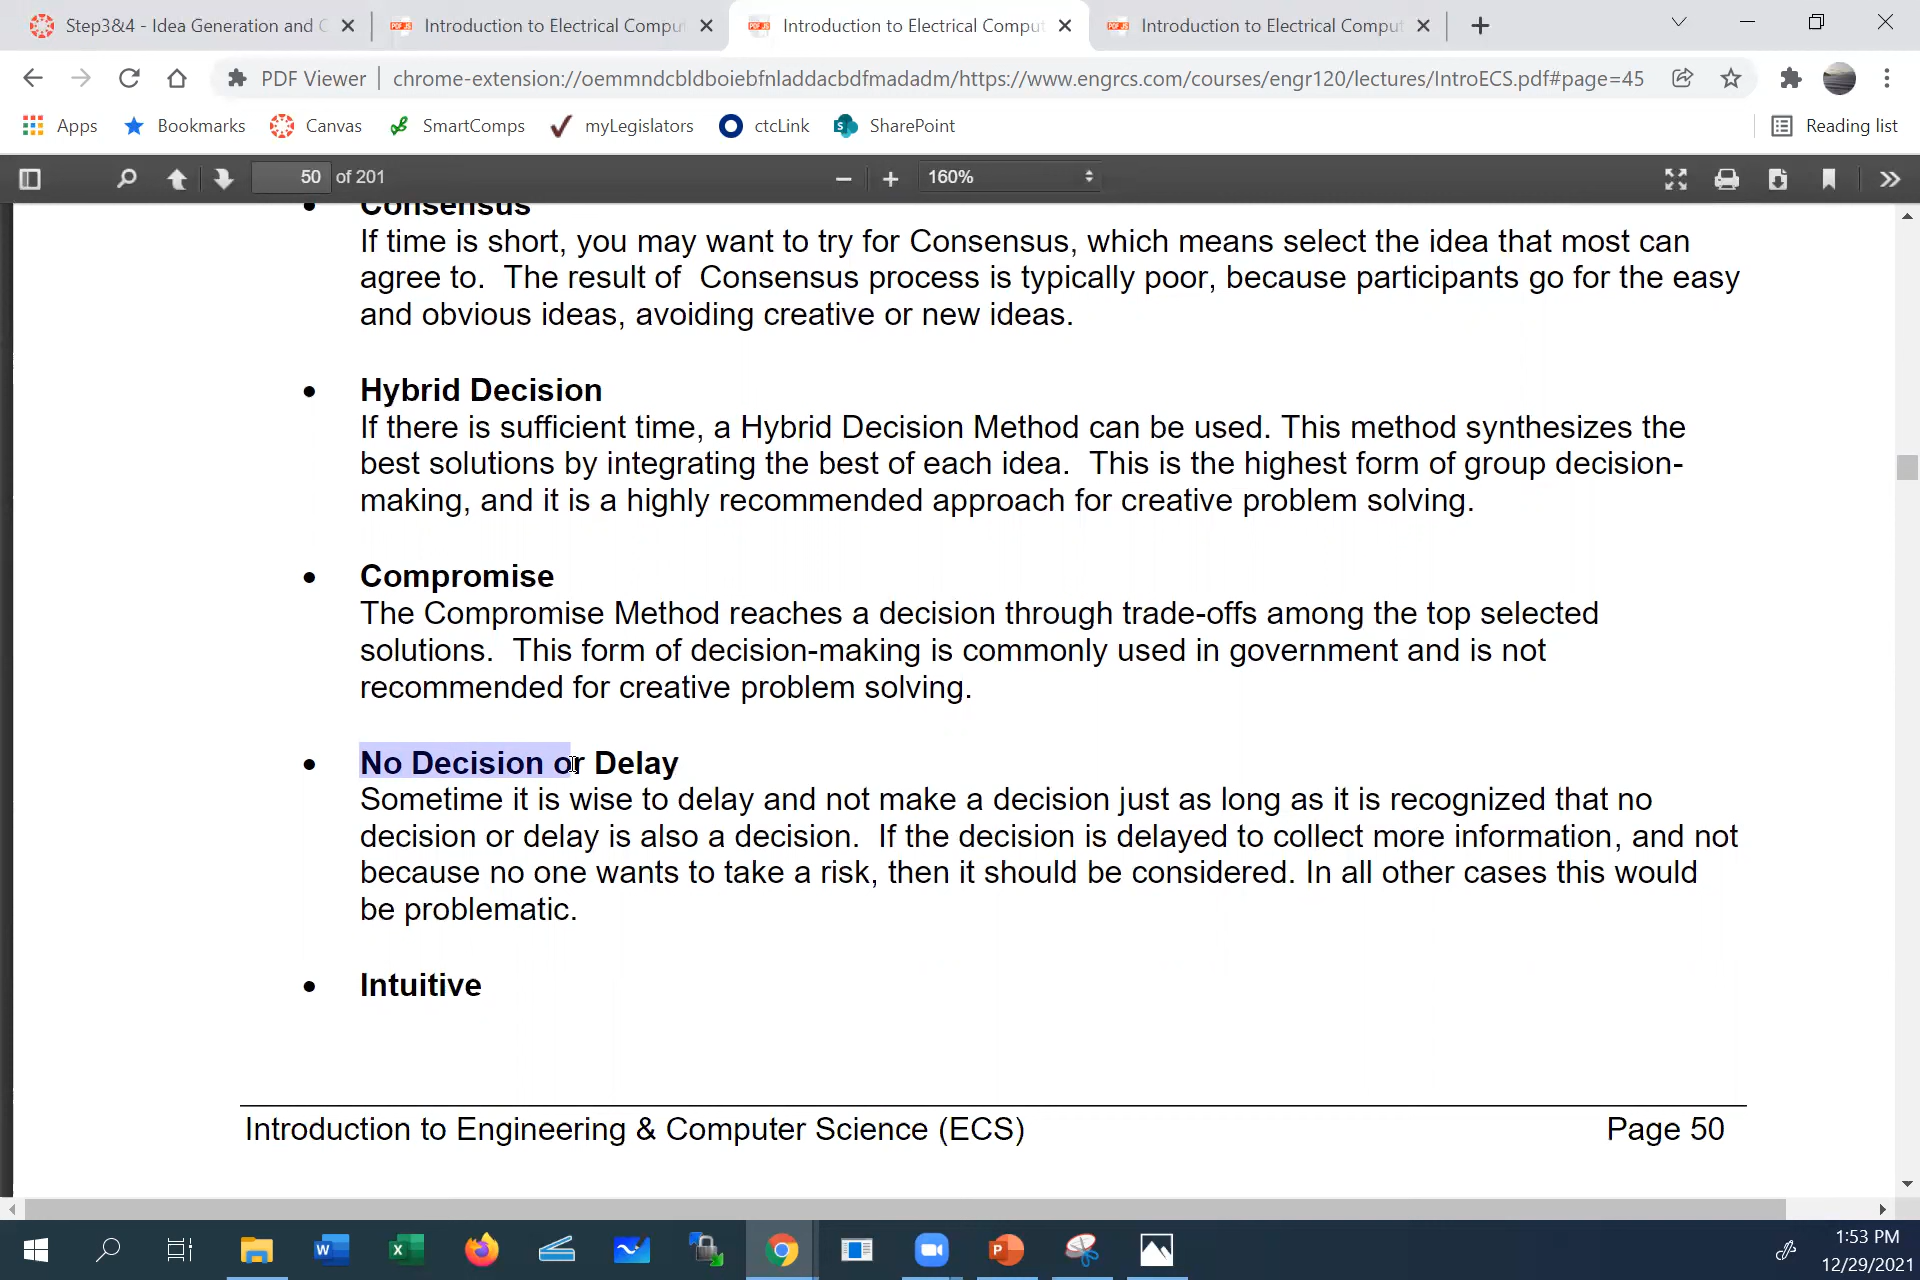 Step3&4 - Idea Generation and C
Introduction to Electrical Comput
Introduction to Electrical Comput
Introduction to Electrical Comput
PDF Viewer
chrome-extension://oemmndcbldboiebfnladdacbdfmadadm/https://www.engrcs.com/courses/engr120/lectures/IntroECS.pdf#page=45
Apps
Bookmarks
Canvas
SmartComps
myLegislators
ctcLink
SharePoint
Reading list
50 of 201
160%
Consensus
If time is short, you may want to try for Consensus, which means select the idea that most can
agree to.  The result of  Consensus process is typically poor, because participants go for the easy
and obvious ideas, avoiding creative or new ideas.
• Hybrid Decision
If there is sufficient time, a Hybrid Decision Method can be used. This method synthesizes the
best solutions by integrating the best of each idea.  This is the highest form of group decision-
making, and it is a highly recommended approach for creative problem solving.
• Compromise
The Compromise Method reaches a decision through trade-offs among the top selected
solutions.  This form of decision-making is commonly used in government and is not
recommended for creative problem solving.
• No Decision or Delay
Sometime it is wise to delay and not make a decision just as long as it is recognized that no
decision or delay is also a decision.  If the decision is delayed to collect more information, and not
because no one wants to take a risk, then it should be considered. In all other cases this would
be problematic.
• Intuitive
Introduction to Engineering & Computer Science (ECS)
Page 50
1:53 PM
12/29/2021